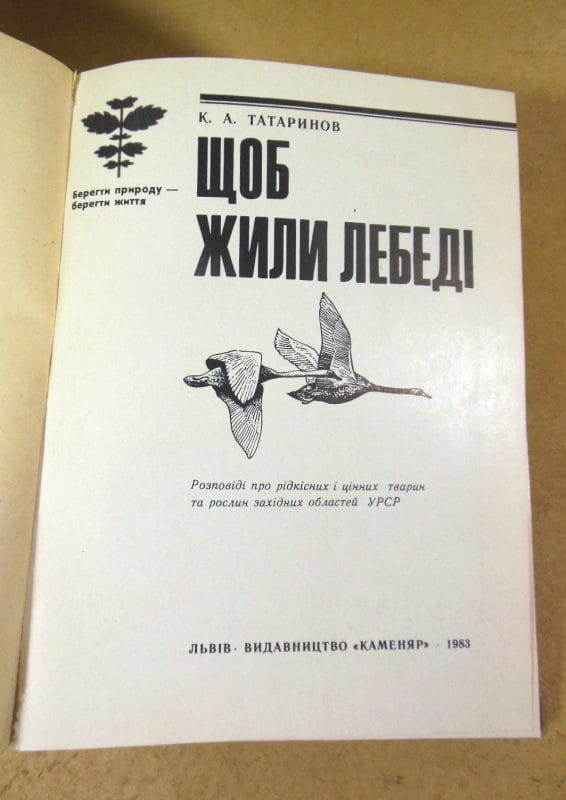 К. А. ТАТАРИНОВ
ЩОБ
ЖИЛИ ЛЕБЕДІ
Берегти природу —
берегти життя
Розповіді про рідкісних і цінних тварин
та рослин західних областей УРСР
ЛЬВІВ · ВИДАВНИЦТВО «КАМЕНЯР» · 1983